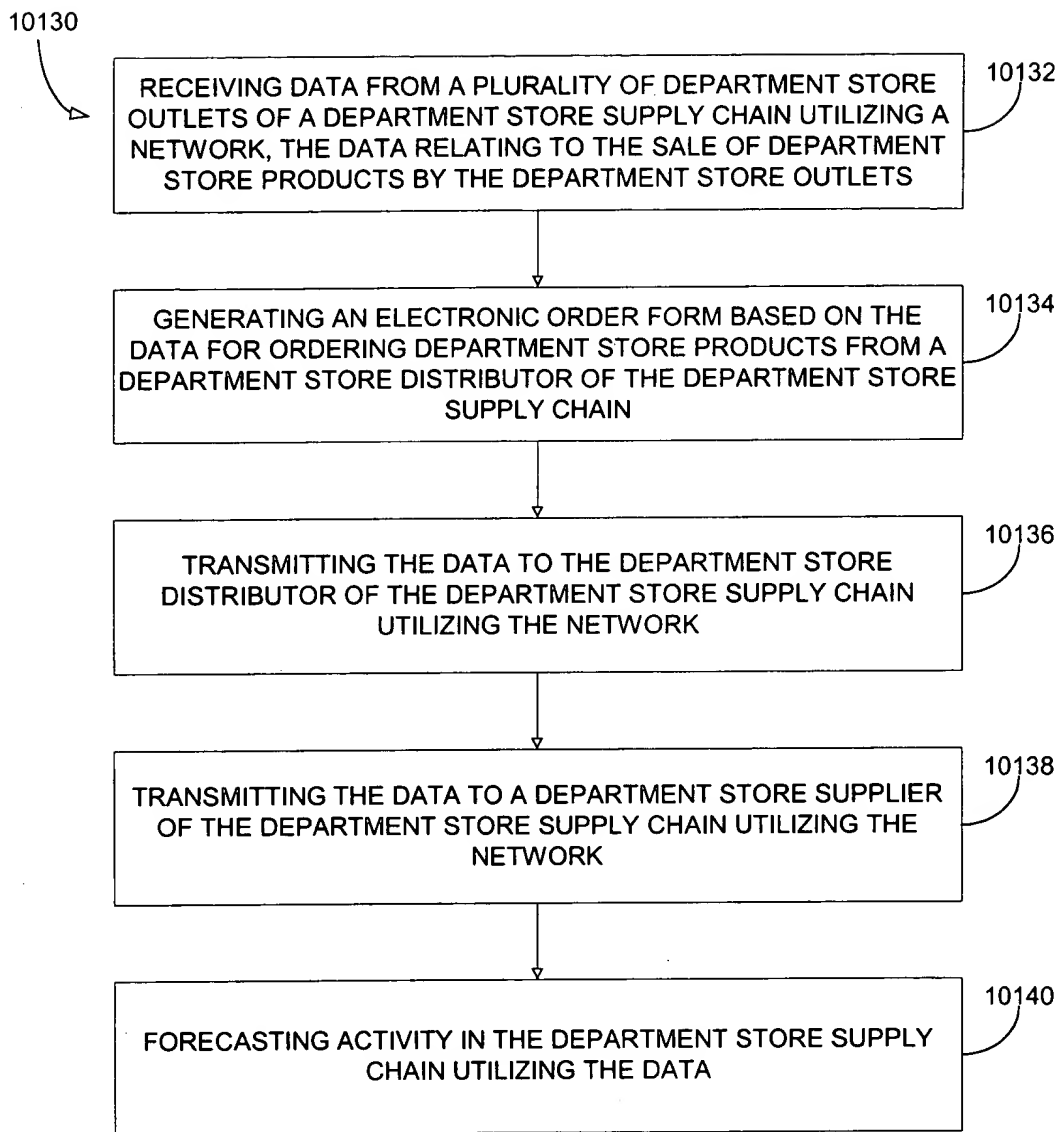 10130
10132
RECEIVING DATA FROM A PLURALITY OF DEPARTMENT STORE
OUTLETS OF A DEPARTMENT STORE SUPPLY CHAIN UTILIZING A
NETWORK, THE DATA RELATING TO THE SALE OF DEPARTMENT
STORE PRODUCTS BY THE DEPARTMENT STORE OUTLETS
10134
GENERATING AN ELECTRONIC ORDER FORM BASED ON THE
DATA FOR ORDERING DEPARTMENT STORE PRODUCTS FROM A
DEPARTMENT STORE DISTRIBUTOR OF THE DEPARTMENT STORE
SUPPLY CHAIN
10136
TRANSMITTING THE DATA TO THE DEPARTMENT STORE
DISTRIBUTOR OF THE DEPARTMENT STORE SUPPLY CHAIN
UTILIZING THE NETWORK
10138
TRANSMITTING THE DATA TO A DEPARTMENT STORE SUPPLIER
OF THE DEPARTMENT STORE SUPPLY CHAIN UTILIZING THE
NETWORK
10140
FORECASTING ACTIVITY IN THE DEPARTMENT STORE SUPPLY
CHAIN UTILIZING THE DATA